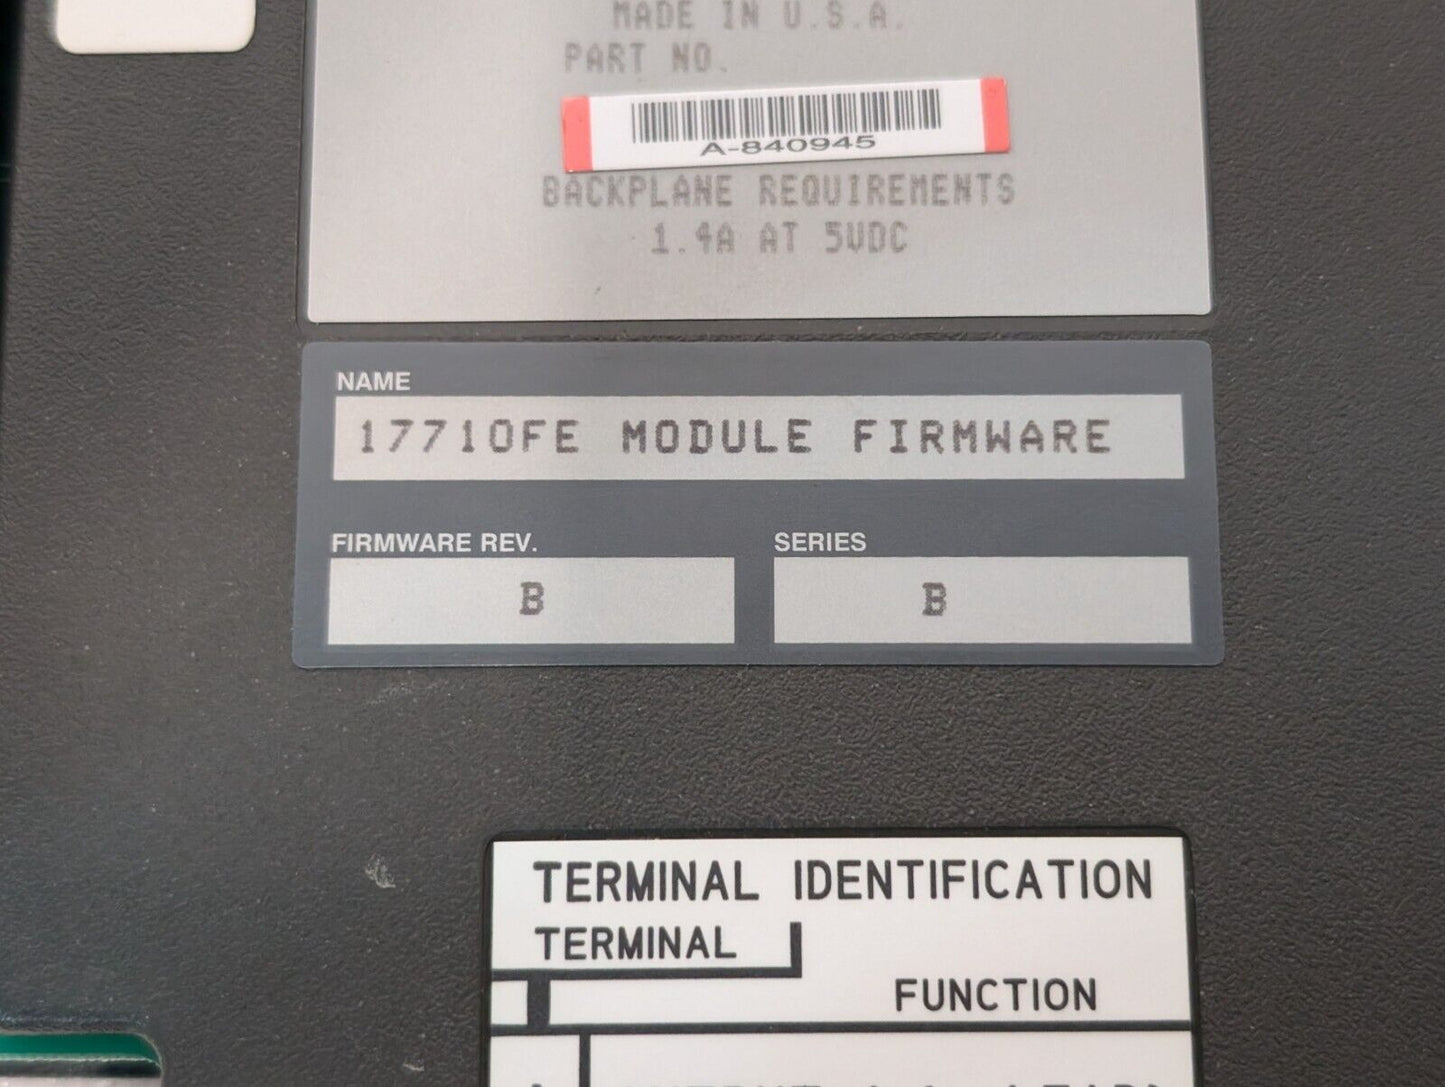 MADE IN U.S.A.
PART NO.
A-840945
BACKPLANE REQUIREMENTS
1.4A AT 5VDC
NAME
1771OFE MODULE FIRMWARE
FIRMWARE REV.
B
SERIES
B
TERMINAL IDENTIFICATION
TERMINAL
FUNCTION